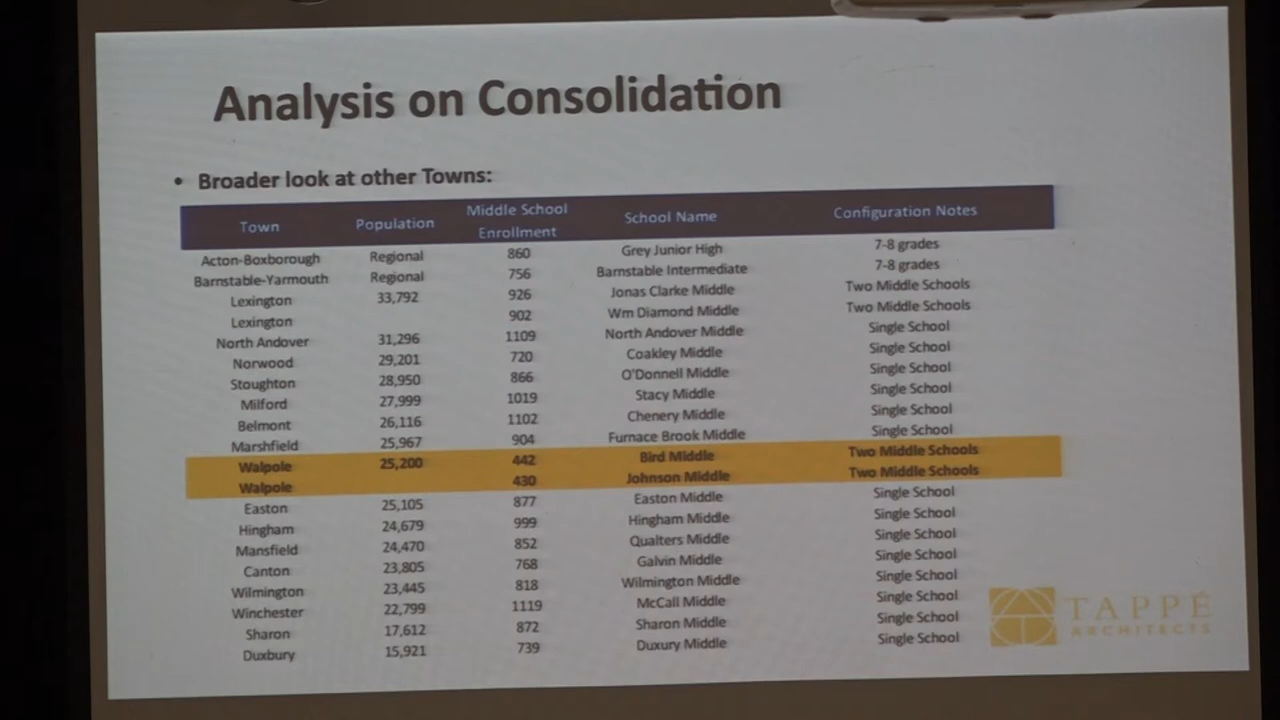 Analysis on Consolidation
• Broader look at other Towns:
Town Population Middle School Enrollment School Name Configuration Notes
Acton-Boxborough Regional 860 Grey Junior High 7-8 grades
Barnstable-Yarmouth Regional 756 Barnstable Intermediate 7-8 grades
Lexington 33,792 926 Jonas Clarke Middle Two Middle Schools
Lexington 902 Wm Diamond Middle Two Middle Schools
North Andover 31,296 1109 North Andover Middle Single School
Norwood 29,201 720 Coakley Middle Single School
Stoughton 28,950 866 O'Donnell Middle Single School
Milford 27,999 1019 Stacy Middle Single School
Belmont 26,116 1102 Chenery Middle Single School
Marshfield 25,967 904 Furnace Brook Middle Single School
Walpole 25,200 442 Bird Middle Two Middle Schools
Walpole 430 Johnson Middle Two Middle Schools
Easton 25,105 877 Easton Middle Single School
Hingham 24,679 999 Hingham Middle Single School
Mansfield 24,470 852 Qualters Middle Single School
Canton 23,805 768 Galvin Middle Single School
Wilmington 23,445 818 Wilmington Middle Single School
Winchester 22,799 1119 McCall Middle Single School
Sharon 17,612 872 Sharon Middle Single School
Duxbury 15,921 739 Duxury Middle Single School
TAPPÉ
ARCHITECTS